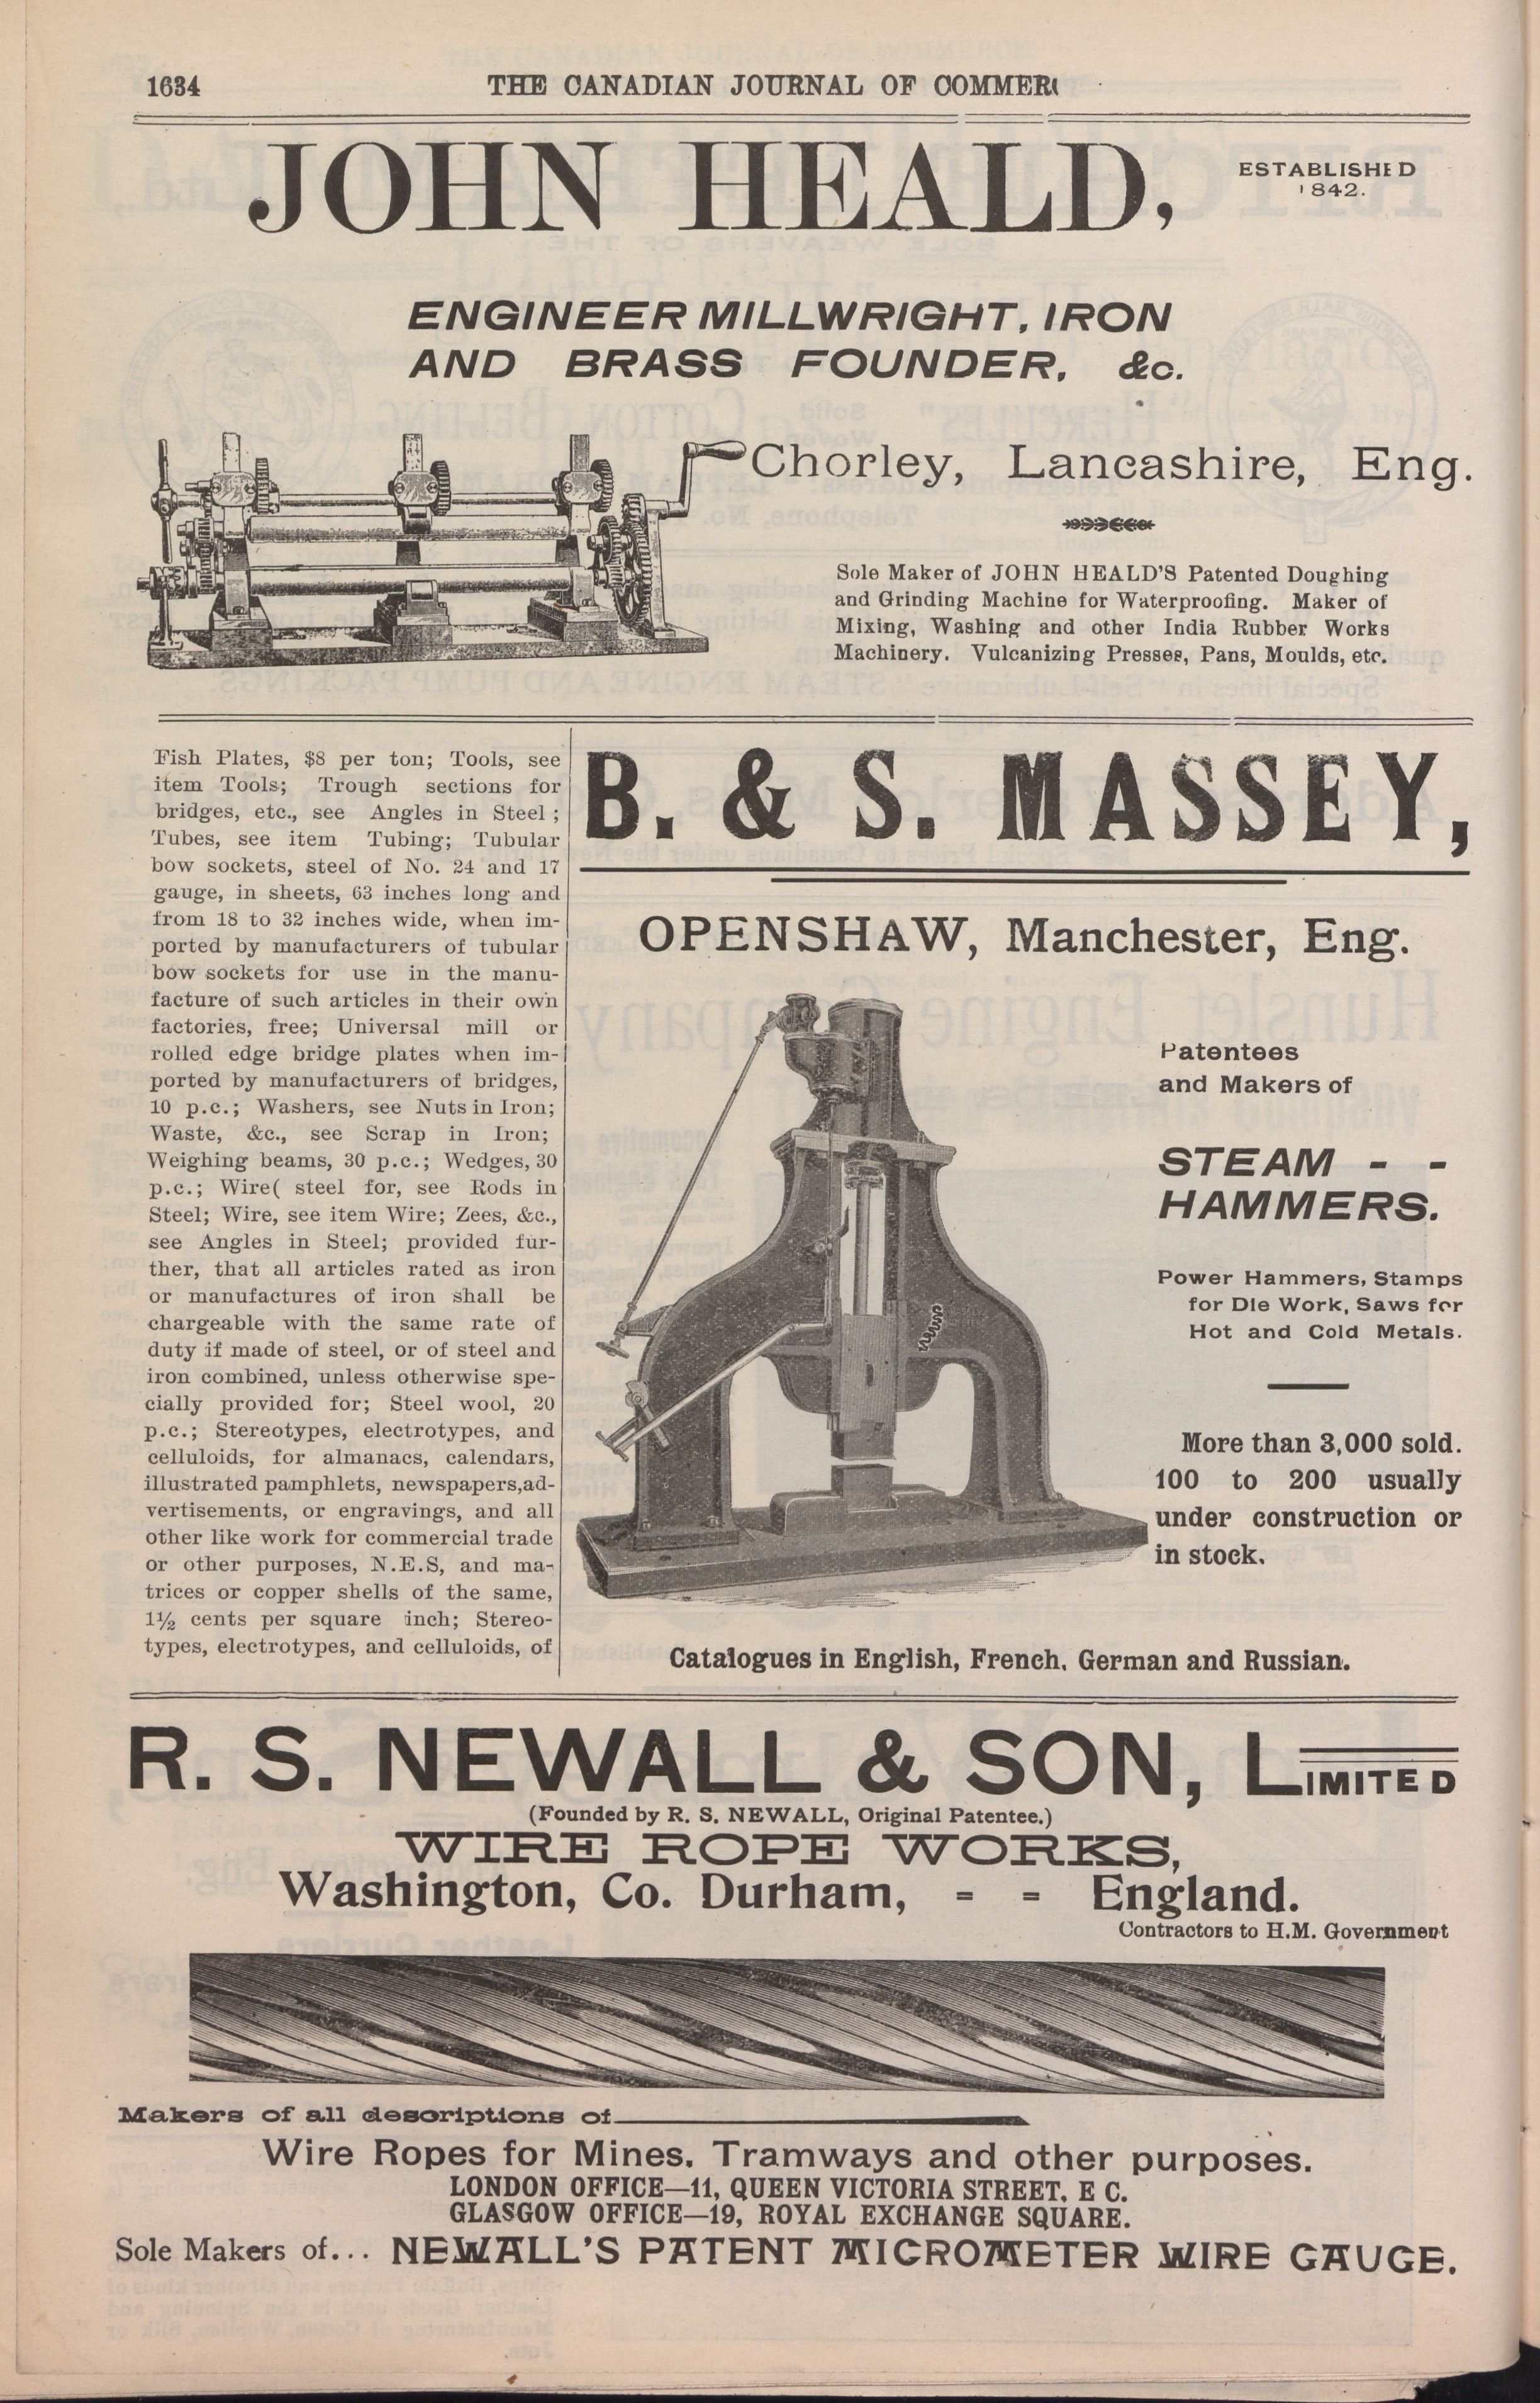 1634
THE CANADIAN JOURNAL OF COMMER
JOHN HEALD,
ESTABLISHED
1842.
ENGINEER MILLWRIGHT, IRON
AND BRASS FOUNDER, &c.
Chorley, Lancashire, Eng.
Sole Maker of JOHN HEALD'S Patented Doughing
and Grinding Machine for Waterproofing. Maker of
Mixing, Washing and other India Rubber Works
Machinery. Vulcanizing Presses, Pans, Moulds, etc.
Fish Plates, $8 per ton; Tools, see
item Tools; Trough sections for
bridges, etc., see Angles in Steel;
Tubes, see item Tubing; Tubular
bow sockets, steel of No. 24 and 17
gauge, in sheets, 63 inches long and
from 18 to 32 inches wide, when im-
ported by manufacturers of tubular
bow sockets for use in the manu-
facture of such articles in their own
factories, free; Universal mill or
rolled edge bridge plates when im-
ported by manufacturers of bridges,
10 p.c.; Washers, see Nuts in Iron;
Waste, &c., see Scrap in Iron;
Weighing beams, 30 p.c.; Wedges, 30
p.c.; Wire( steel for, see Rods in
Steel; Wire, see item Wire; Zees, &c.,
see Angles in Steel; provided fur-
ther, that all articles rated as iron
or manufactures of iron shall be
chargeable with the same rate of
duty if made of steel, or of steel and
iron combined, unless otherwise spe-
cially provided for; Steel wool, 20
p.c.; Stereotypes, electrotypes, and
celluloids, for almanacs, calendars,
illustrated pamphlets, newspapers,ad-
vertisements, or engravings, and all
other like work for commercial trade
or other purposes, N.E.S, and ma-
trices or copper shells of the same,
1½ cents per square inch; Stereo-
types, electrotypes, and celluloids, of
B. & S. MASSEY,
OPENSHAW, Manchester, Eng.
Patentees
and Makers of
STEAM - -
HAMMERS.
Power Hammers, Stamps
for Die Work, Saws for
Hot and Cold Metals.
More than 3,000 sold.
100 to 200 usually
under construction or
in stock.
Catalogues in English, French, German and Russian.
R. S. NEWALL & SON, LIMITED
(Founded by R. S. NEWALL, Original Patentee.)
WIRE ROPE WORKS,
Washington, Co. Durham, - - England.
Contractors to H.M. Government
Makers of all descriptions of
Wire Ropes for Mines, Tramways and other purposes.
LONDON OFFICE—11, QUEEN VICTORIA STREET, E C.
GLASGOW OFFICE—19, ROYAL EXCHANGE SQUARE.
Sole Makers of... NEWALL'S PATENT MICROMETER WIRE GAUGE.